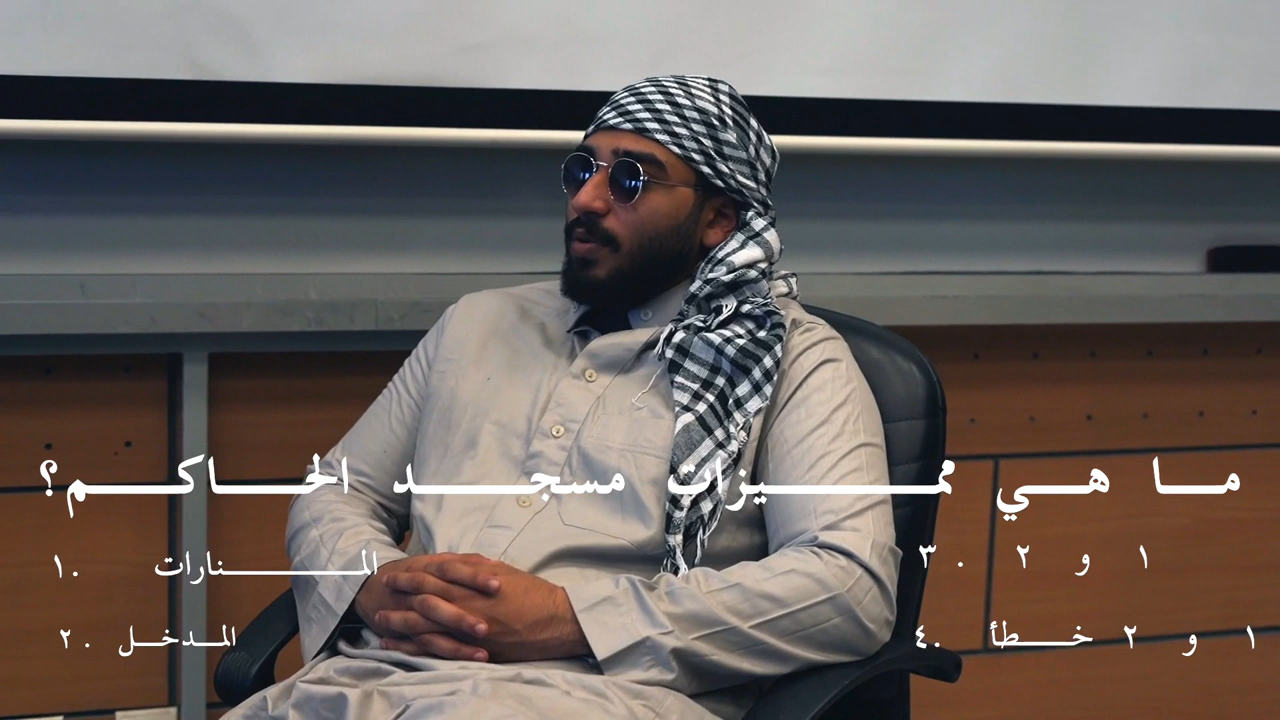 ما هي مميزات مسجد الحاكم؟
١. المنارات
٣. ١ و ٢
٢. المدخل
٤. ١ و ٢ خطأ